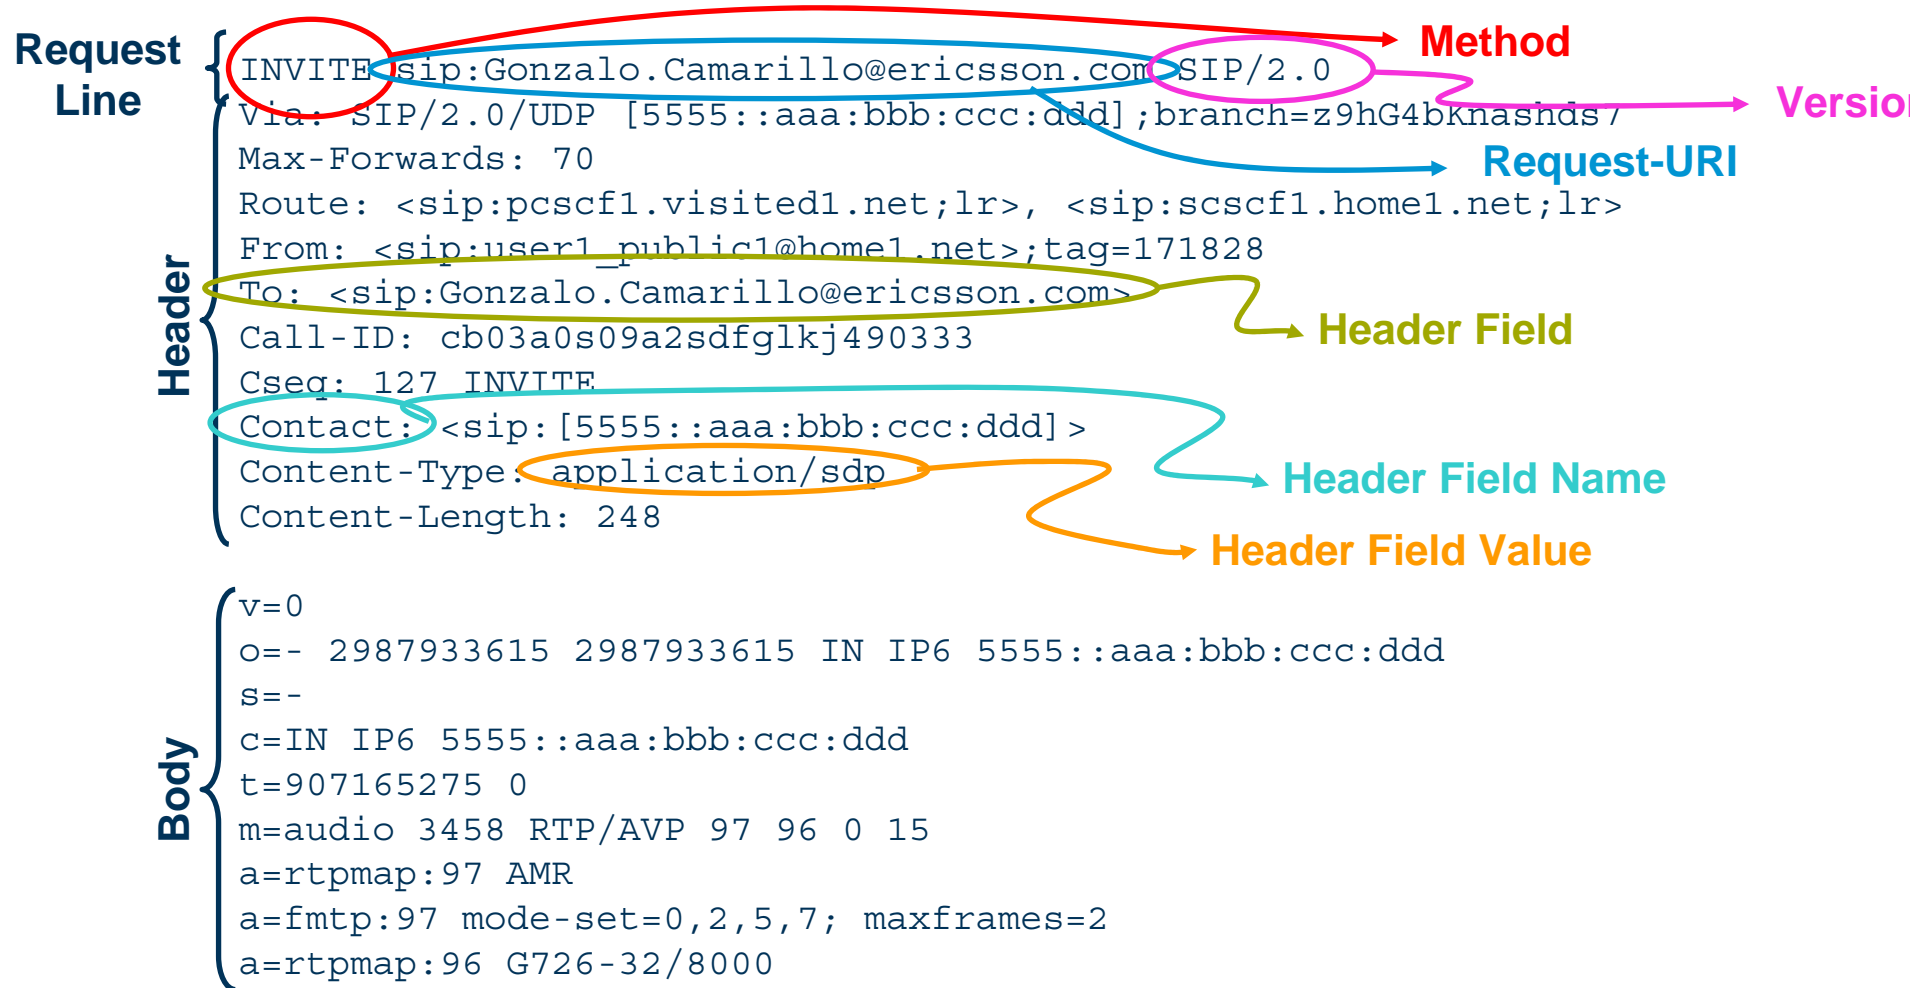 Request Line
INVITE sip:Gonzalo.Camarillo@ericsson.com SIP/2.0
Method
Via: SIP/2.0/UDP [5555::aaa:bbb:ccc:ddd];branch=z9hG4bKnashds7
Versio
Max-Forwards: 70
Request-URI
Route: <sip:pcscf1.visited1.net;lr>, <sip:scscf1.home1.net;lr>
From: <sip:user1_public1@home1.net>;tag=171828
Header
To: <sip:Gonzalo.Camarillo@ericsson.com>
Header Field
Call-ID: cb03a0s09a2sdfglkj490333
Cseq: 127 INVITE
Contact: <sip:[5555::aaa:bbb:ccc:ddd]>
Content-Type: application/sdp
Header Field Name
Content-Length: 248
Header Field Value
Body
v=0
o=- 2987933615 2987933615 IN IP6 5555::aaa:bbb:ccc:ddd
s=-
c=IN IP6 5555::aaa:bbb:ccc:ddd
t=907165275 0
m=audio 3458 RTP/AVP 97 96 0 15
a=rtpmap:97 AMR
a=fmtp:97 mode-set=0,2,5,7; maxframes=2
a=rtpmap:96 G726-32/8000